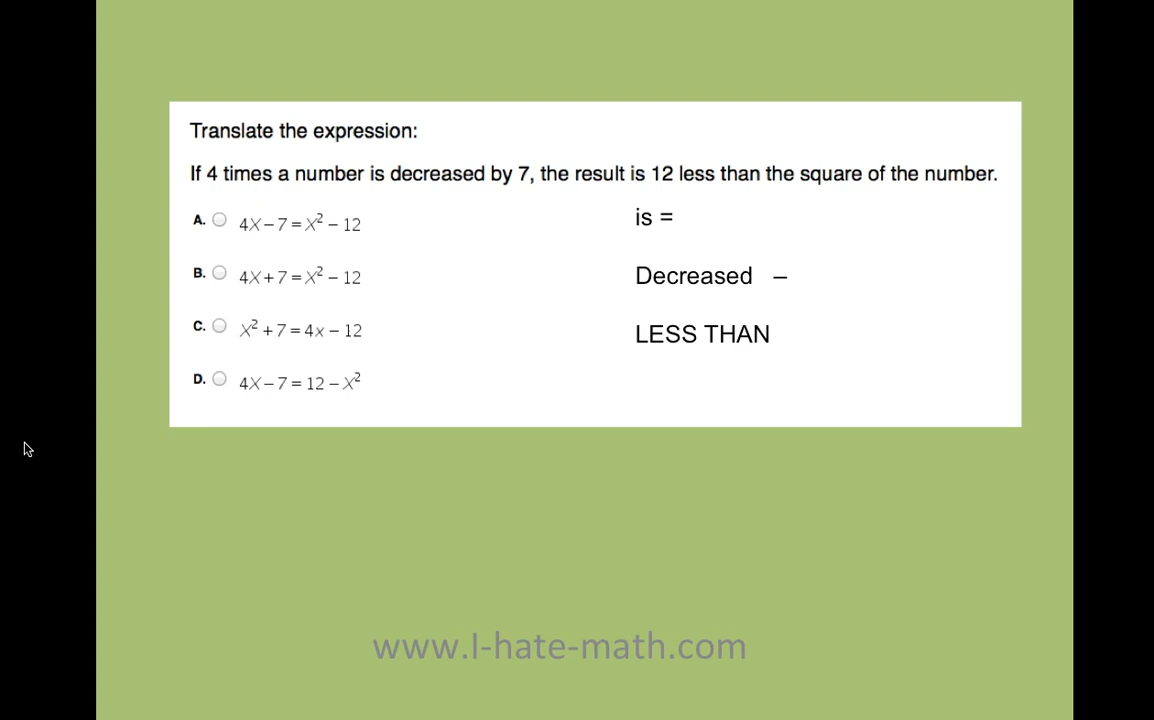 Translate the expression:
If 4 times a number is decreased by 7, the result is 12 less than the square of the number.
A. 4X − 7 = X² − 12
is =
B. 4X + 7 = X² − 12
Decreased −
C. X² + 7 = 4x − 12
LESS THAN
D. 4X − 7 = 12 − X²
www.I-hate-math.com